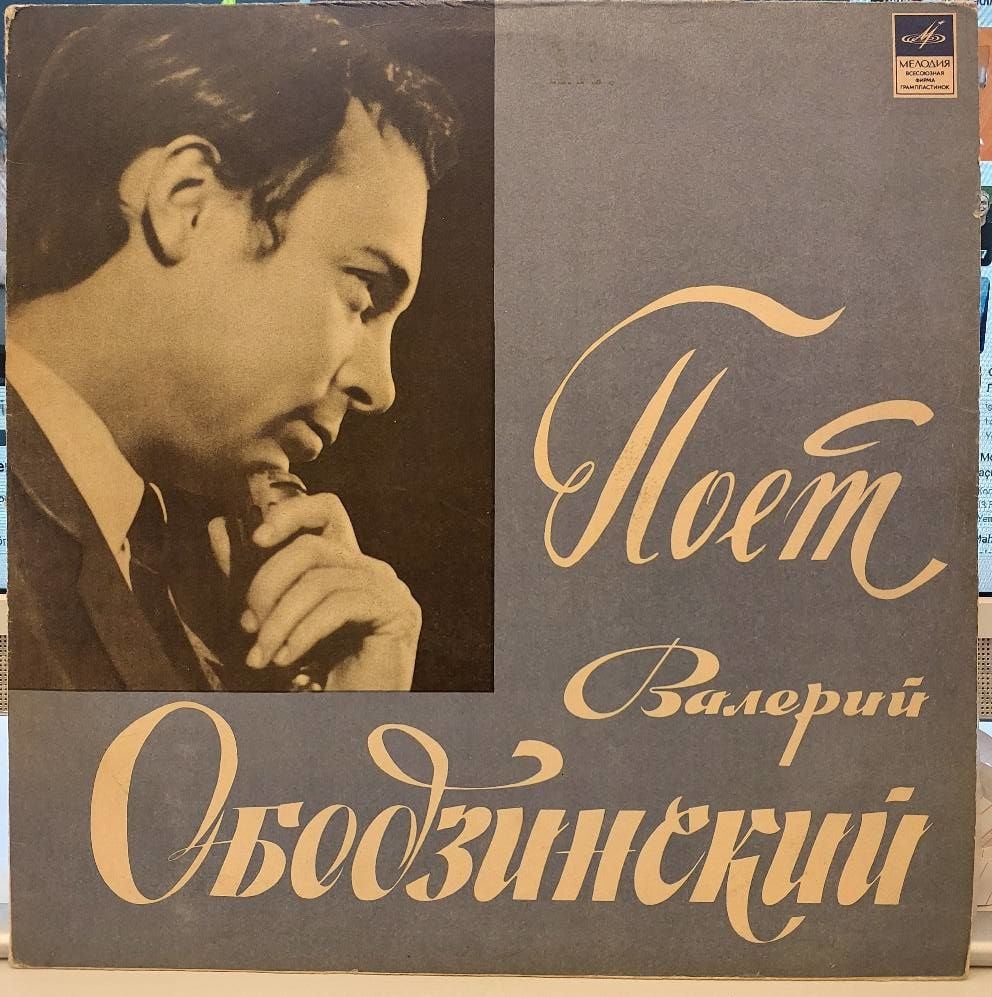 МЕЛОДИЯ
ВСЕСОЮЗНАЯ
ФИРМА
ГРАМПЛАСТИНОК
Поет
Валерий
Ободзинский